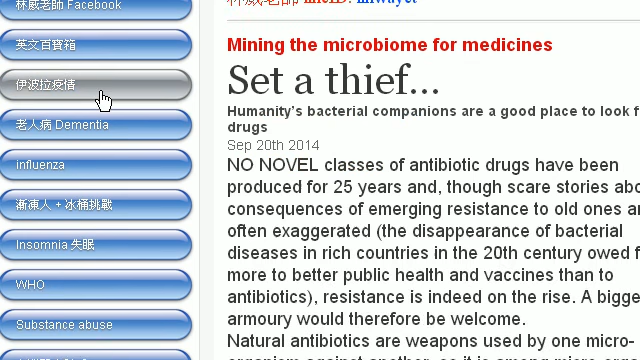 林威老師 Facebook
英文百寶箱
伊波拉疫情
老人病 Dementia
influenza
漸凍人 + 冰桶挑戰
Insomnia 失眠
WHO
Substance abuse
Mining the microbiome for medicines
Set a thief...
Humanity's bacterial companions are a good place to look f
drugs
Sep 20th 2014
NO NOVEL classes of antibiotic drugs have been
produced for 25 years and, though scare stories abo
consequences of emerging resistance to old ones ar
often exaggerated (the disappearance of bacterial
diseases in rich countries in the 20th century owed f
more to better public health and vaccines than to
antibiotics), resistance is indeed on the rise. A bigge
armoury would therefore be welcome.
Natural antibiotics are weapons used by one micro-